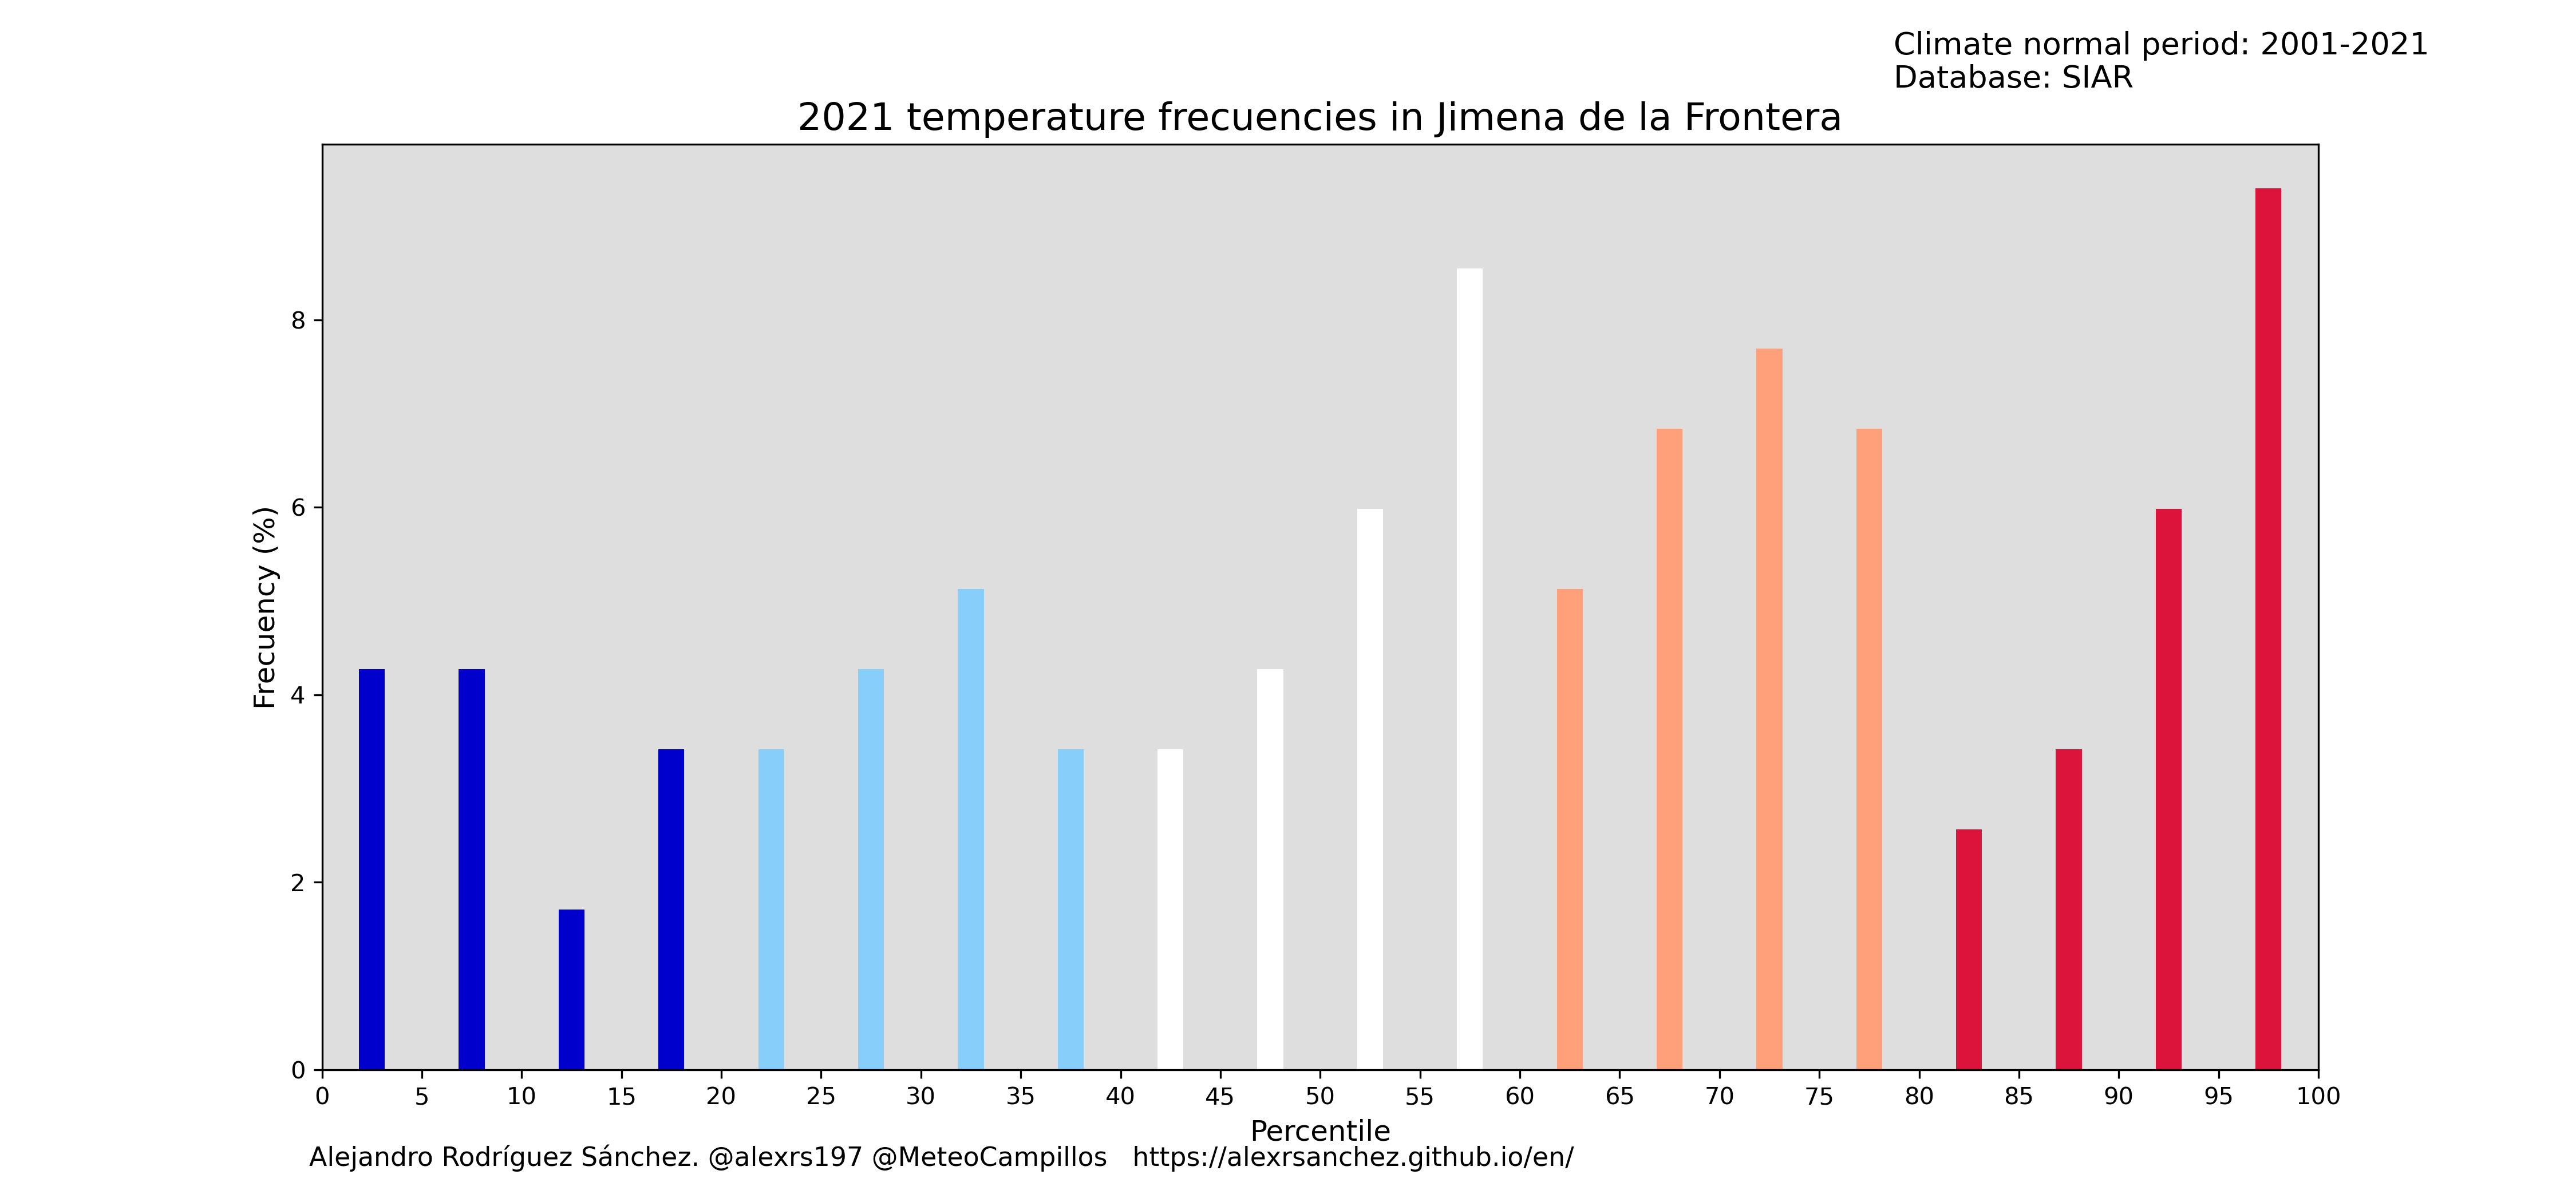 Climate normal period: 2001-2021
Database: SIAR
2021 temperature frecuencies in Jimena de la Frontera
Frecuency (%)
8
6
4
2
0
0 5 10 15 20 25 30 35 40 45 50 55 60 65 70 75 80 85 90 95 100
Percentile
Alejandro Rodríguez Sánchez. @alexrs197 @MeteoCampillos https://alexrsanchez.github.io/en/